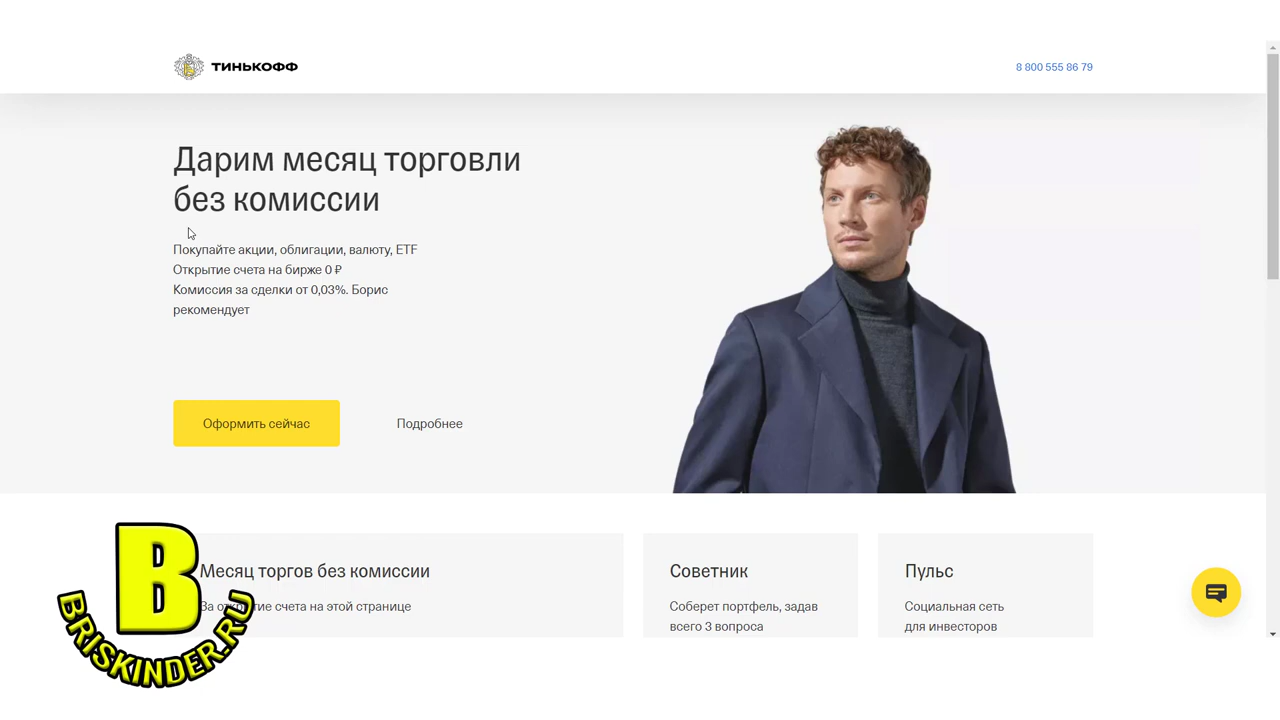 ТИНЬКОФФ
8 800 555 86 79
Дарим месяц торговли
без комиссии
Покупайте акции, облигации, валюту, ETF
Открытие счета на бирже 0 ₽
Комиссия за сделки от 0,03%. Борис
рекомендует
Оформить сейчас
Подробнее
Месяц торгов без комиссии
За открытие счета на этой странице
Советник
Соберет портфель, задав
всего 3 вопроса
Пульс
Социальная сеть
для инвесторов
B
BRISKINDER.RU